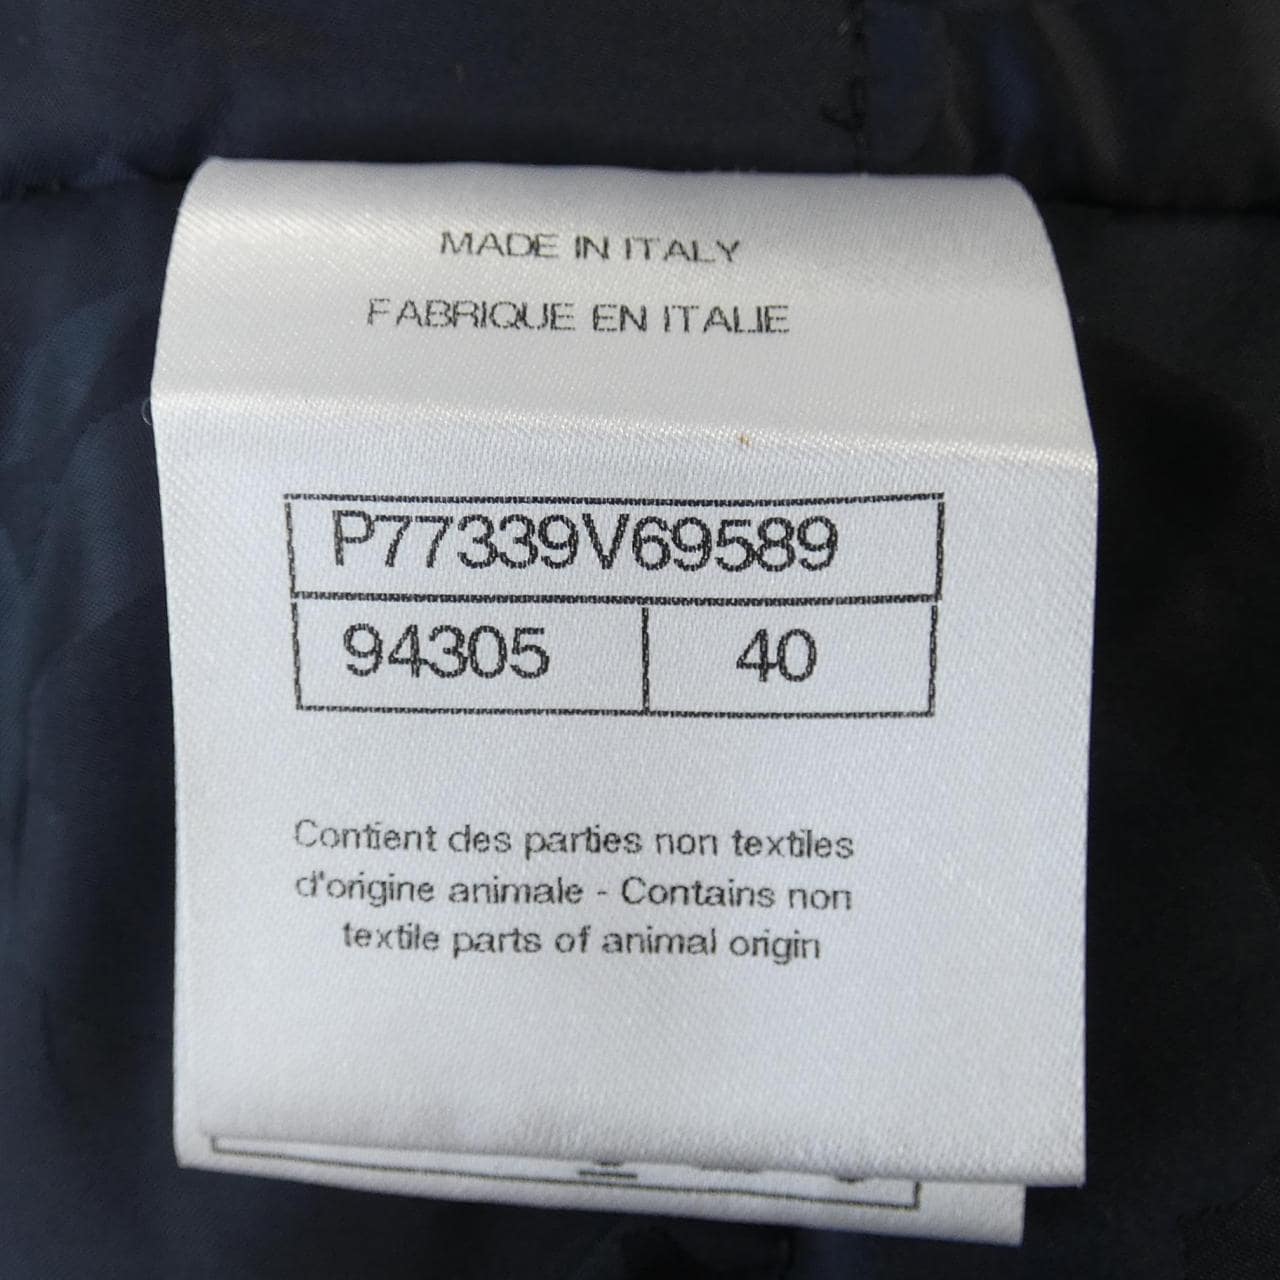 MADE IN ITALY
FABRIQUE EN ITALIE
P77339V69589
94305 40
Contient des parties non textiles
d'origine animale - Contains non
textile parts of animal origin